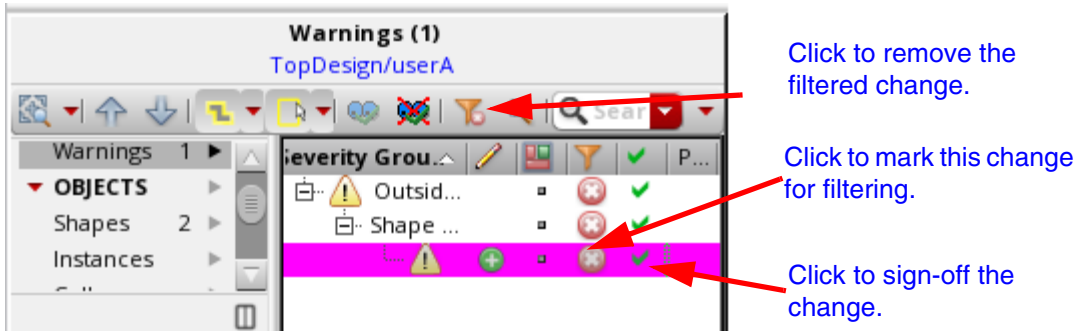 Warnings (1)
TopDesign/userA
Click to remove the
filtered change.
Sear
Warnings 1
Severity Grou.. P...
OBJECTS
Outsid...
Click to mark this change
for filtering.
Shapes 2
Shape ...
Instances
Click to sign-off the
change.